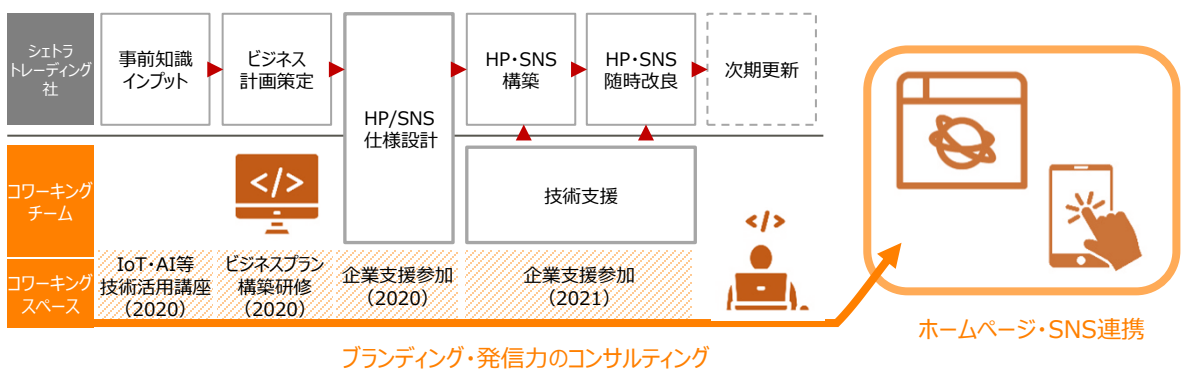 シェトラ
トレーディング
社
事前知識
インプット
ビジネス
計画策定
HP/SNS
仕様設計
HP・SNS
構築
HP・SNS
随時改良
次期更新
コワーキング
チーム
</>
技術支援
</>
コワーキング
スペース
IoT・AI等
技術活用講座
（2020）
ビジネスプラン
構築研修
（2020）
企業支援参加
（2020）
企業支援参加
（2021）
ホームページ・SNS連携
ブランディング・発信力のコンサルティング